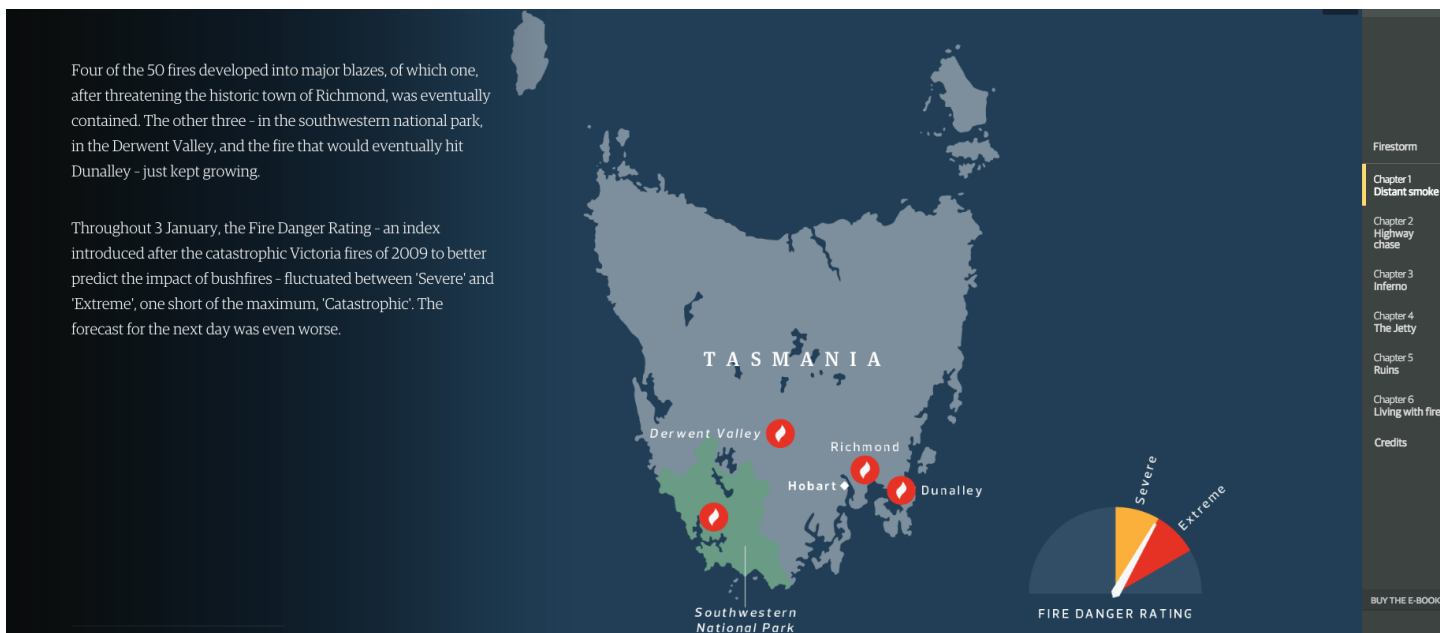 Four of the 50 fires developed into major blazes, of which one,
after threatening the historic town of Richmond, was eventually
contained. The other three - in the southwestern national park,
in the Derwent Valley, and the fire that would eventually hit
Dunalley - just kept growing.
Throughout 3 January, the Fire Danger Rating - an index
introduced after the catastrophic Victoria fires of 2009 to better
predict the impact of bushfires - fluctuated between 'Severe' and
'Extreme', one short of the maximum, 'Catastrophic'. The
forecast for the next day was even worse.
TASMANIA
Derwent Valley
Richmond
Hobart
Dunalley
Southwestern
National Park
Severe
Extreme
FIRE DANGER RATING
Firestorm
Chapter 1
Distant smoke
Chapter 2
Highway
chase
Chapter 3
Inferno
Chapter 4
The Jetty
Chapter 5
Ruins
Chapter 6
Living with fire
Credits
BUY THE E-BOOK